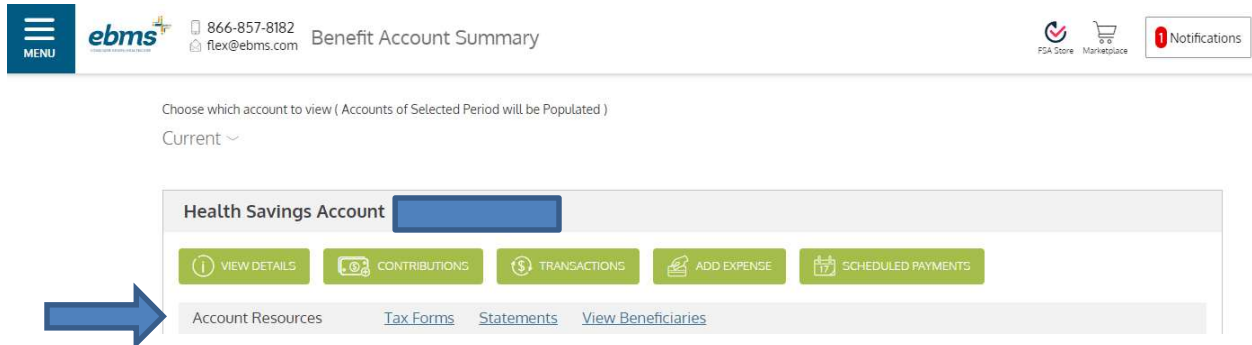 MENU
ebms
866-857-8182
flex@ebms.com
Benefit Account Summary
FSA Store
Marketplace
1 Notifications
Choose which account to view ( Accounts of Selected Period will be Populated )
Current
Health Savings Account
VIEW DETAILS
CONTRIBUTIONS
TRANSACTIONS
ADD EXPENSE
17 SCHEDULED PAYMENTS
Account Resources Tax Forms Statements View Beneficiaries